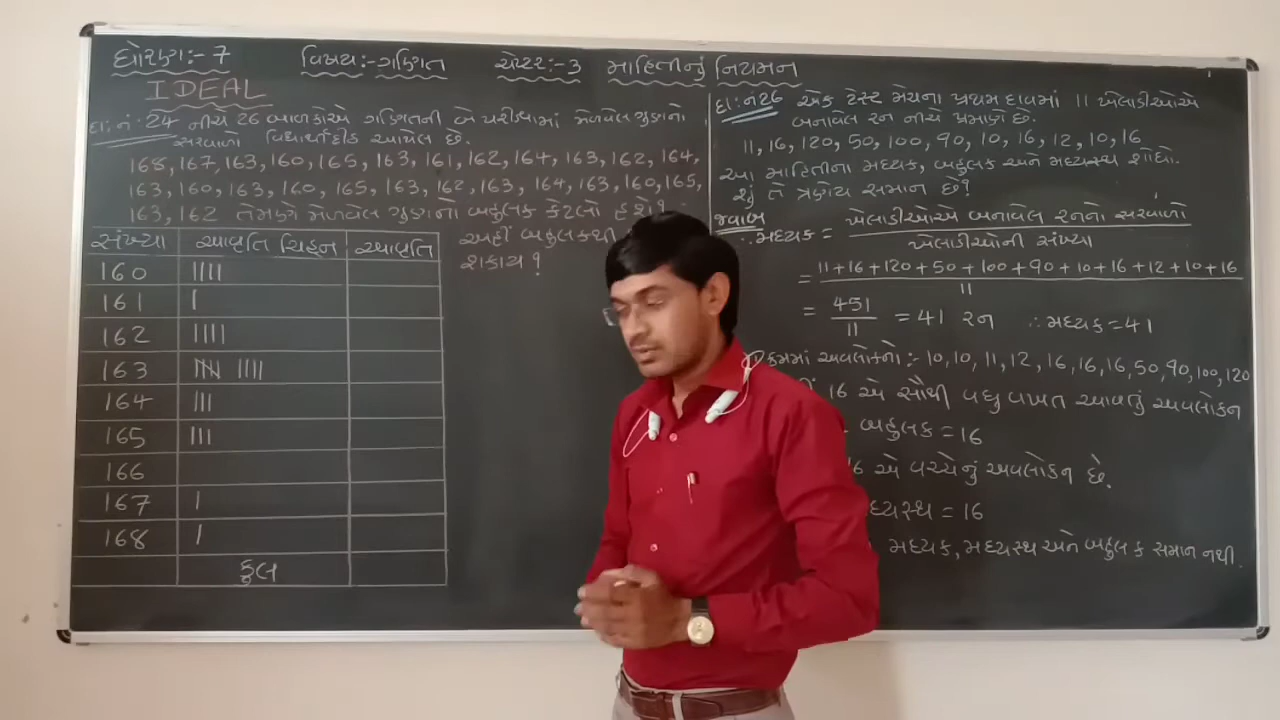 ધોરણ:- 7 વિષય:- ગણિત ચેપ્ટર:-3 માહિતીનું નિયમન
IDEAL
દા.નં.24 નીચે 26 બાળકોએ ગણિતની બે પરીક્ષામાં મેળવેલ ગુણનો
સરવાળો વિદ્યાર્થીદીઠ આપેલ છે.
168, 167, 163, 160, 165, 163, 161, 162, 164, 163, 162, 164,
163, 160, 163, 160, 165, 163, 162, 163, 164, 163, 160, 165,
163, 162 તેમણે મેળવેલ ગુણનો બહુલક કેટલો હશે?
અહીં બહુલકથી
શકાય?
સંખ્યા આવૃતિ ચિહ્ન આવૃતિ
160 ||||
161 |
162 ||||
163 |||| ||||
164 |||
165 |||
166
167 |
168 |
કુલ
દા.નં.26 એક ટેસ્ટ મેચના પ્રથમ દાવમાં 11 ખેલાડીઓએ
બનાવેલ રન નીચે પ્રમાણે છે.
11, 16, 120, 50, 100, 90, 10, 16, 12, 10, 16
આ માહિતીના મધ્યક, બહુલક અને મધ્યસ્થ શોધો.
શું તે ત્રણેય સમાન છે?
જવાબ
∴ મધ્યક = ખેલાડીઓએ બનાવેલ રનનો સરવાળો
ખેલાડીઓની સંખ્યા
= 11+16+120+50+100+90+10+16+12+10+16
11
= 451 = 41 રન ∴ મધ્યક = 41
11
ક્રમમાં અવલોકનો :- 10, 10, 11, 12, 16, 16, 16, 50, 90, 100, 120
16 એ સૌથી વધુ વખત આવતું અવલોકન
બહુલક = 16
એ વચ્ચેનું અવલોકન છે.
= 16
મધ્યક, મધ્યસ્થ અને બહુલક સમાન નથી.